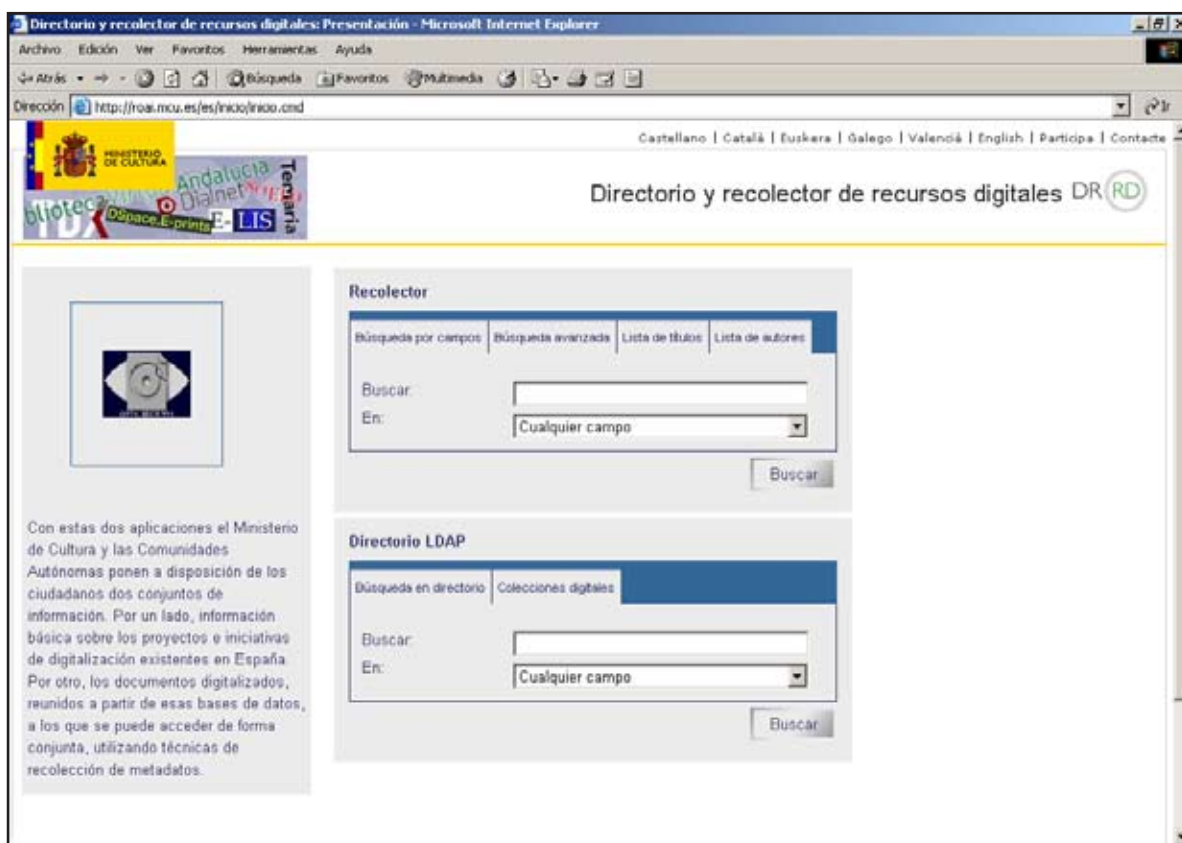 Directorio y recolector de recursos digitales: Presentación - Microsoft Internet Explorer
Archivo Edición Ver Favoritos Herramientas Ayuda
Atrás Búsqueda Favoritos Multimedia
Dirección http://roai.mcu.es/es/inicio/inicio.cmd Ir
Castellano | Català | Euskera | Galego | Valencià | English | Participa | Contacte
MINISTERIO
DE CULTURA
Andalucía
Dialnet
Temaria
DSpace E-prints E-LIS
TDX
Directorio y recolector de recursos digitales DR RD
Recolector
Búsqueda por campos Búsqueda avanzada Lista de títulos Lista de autores
Buscar:
En: Cualquier campo
Buscar
Con estas dos aplicaciones el Ministerio
de Cultura y las Comunidades
Autónomas ponen a disposición de los
ciudadanos dos conjuntos de
información. Por un lado, información
básica sobre los proyectos e iniciativas
de digitalización existentes en España
Por otro, los documentos digitalizados,
reunidos a partir de esas bases de datos,
a los que se puede acceder de forma
conjunta, utilizando técnicas de
recolección de metadatos.
Directorio LDAP
Búsqueda en directorio Colecciones digitales
Buscar:
En: Cualquier campo
Buscar